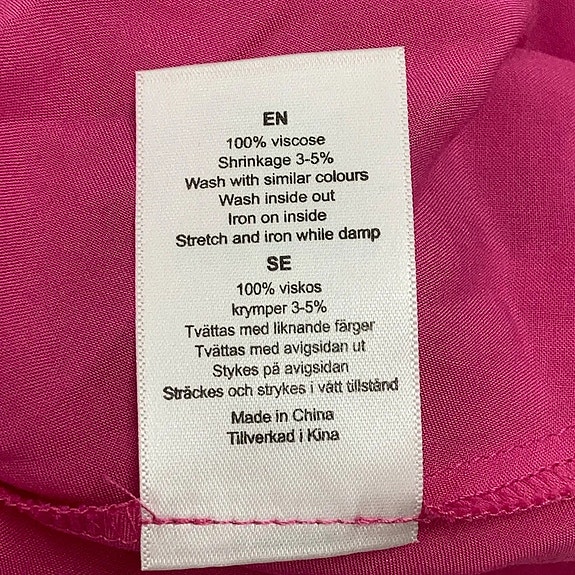 EN
100% viscose
Shrinkage 3-5%
Wash with similar colours
Wash inside out
Iron on inside
Stretch and iron while damp
SE
100% viskos
krymper 3-5%
Tvättas med liknande färger
Tvättas med avigsidan ut
Stykes på avigsidan
Sträckes och strykes i vått tillstånd
Made in China
Tillverkad i Kina